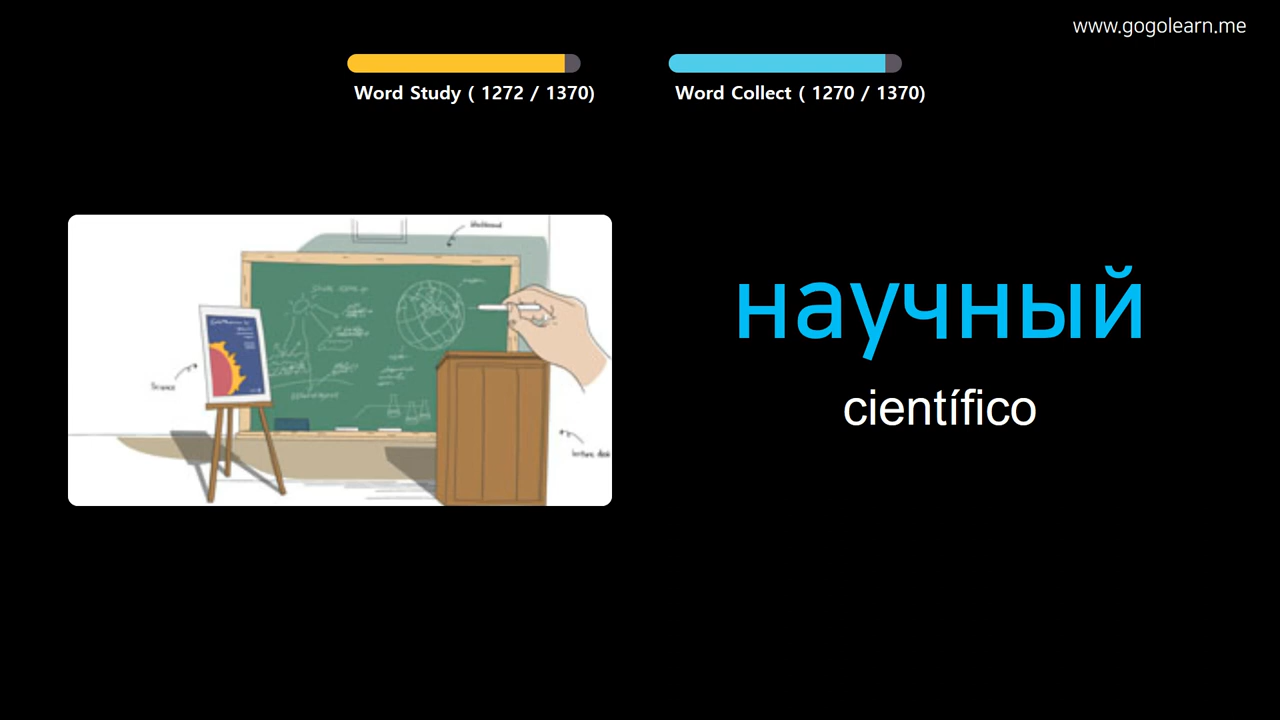 www.gogolearn.me
Word Study ( 1272 / 1370)
Word Collect ( 1270 / 1370)
научный
científico